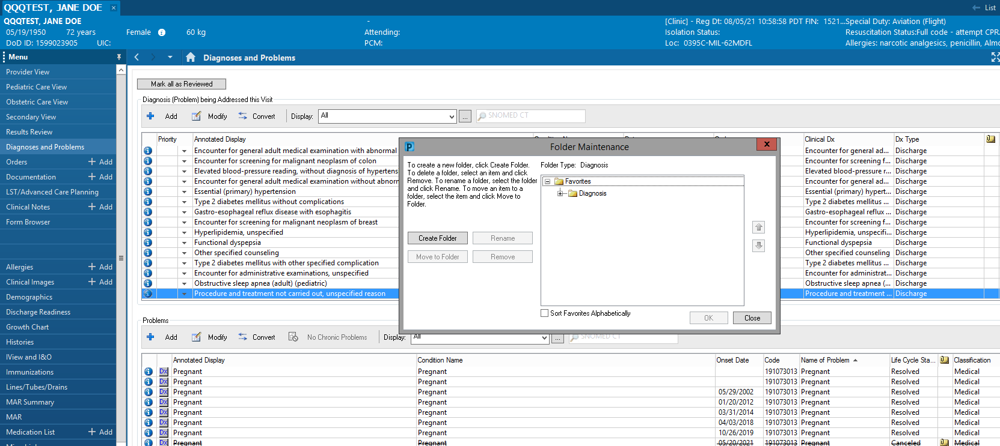 QQQTEST, JANE DOE ×
List
QQQTEST, JANE DOE
05/19/1950 72 years Female 60 kg
DoD ID: 1599023905 UIC:
-
Attending:
PCM:
[Clinic] - Reg Dt: 08/05/21 10:58:58 PDT FIN: 1521...
Isolation Status:
Loc: 0395C-MIL-62MDFL
Special Duty: Aviation (Flight)
Resuscitation Status:Full code - attempt CPR.
Allergies: narcotic analgesics, penicillin, Almo
Menu
Provider View
Pediatric Care View
Obstetric Care View
Secondary View
Results Review
Diagnoses and Problems
Orders + Add
Documentation + Add
LST/Advanced Care Planning
Clinical Notes + Add
Form Browser
Allergies + Add
Clinical Images + Add
Demographics
Discharge Readiness
Growth Chart
Histories
IView and I&O
Immunizations
Lines/Tubes/Drains
MAR Summary
MAR
Medication List + Add
Diagnoses and Problems
Mark all as Reviewed
Diagnosis (Problem) being Addressed this Visit
Add Modify Convert Display: All ... SNOMED CT
Priority Annotated Display Clinical Dx Dx Type
Encounter for general adult medical examination with abnormal Encounter for general ad... Discharge
Encounter for screening for malignant neoplasm of colon Encounter for screening f... Discharge
Elevated blood-pressure reading, without diagnosis of hypertens Elevated blood-pressure r... Discharge
Encounter for general adult medical examination without abnorr Encounter for general ad... Discharge
Essential (primary) hypertension Essential (primary) hypert... Discharge
Type 2 diabetes mellitus without complications Type 2 diabetes mellitus ... Discharge
Gastro-esophageal reflux disease with esophagitis Gastro-esophageal reflux ... Discharge
Encounter for screening for malignant neoplasm of breast Encounter for screening f... Discharge
Hyperlipidemia, unspecified Hyperlipidemia, unspecifi... Discharge
Functional dyspepsia Functional dyspepsia Discharge
Other specified counseling Other specified counseling Discharge
Type 2 diabetes mellitus with other specified complication Type 2 diabetes mellitus ... Discharge
Encounter for administrative examinations, unspecified Encounter for administrat... Discharge
Obstructive sleep apnea (adult) (pediatric) Obstructive sleep apnea (... Discharge
Procedure and treatment not carried out, unspecified reason Procedure and treatment ... Discharge
P Folder Maintenance x
To create a new folder, click Create Folder.
To delete a folder, select an item and click
Remove. To rename a folder, select the folder
and click Rename. To move an item to a
folder, select the item and click Move to
Folder.
Create Folder Rename
Move to Folder Remove
Folder Type: Diagnosis
Favorites
Diagnosis
Sort Favorites Alphabetically
OK Close
Problems
Add Modify Convert No Chronic Problems Display: All ... SNOMED CT
Annotated Display Condition Name Onset Date Code Name of Problem Life Cycle Sta... Classification
Dx Pregnant Pregnant 191073013 Pregnant Resolved Medical
Dx Pregnant Pregnant 191073013 Pregnant Resolved Medical
Dx Pregnant Pregnant 05/29/2002 191073013 Pregnant Resolved Medical
Dx Pregnant Pregnant 01/20/2012 191073013 Pregnant Resolved Medical
Dx Pregnant Pregnant 03/31/2014 191073013 Pregnant Resolved Medical
Dx Pregnant Pregnant 04/03/2018 191073013 Pregnant Resolved Medical
Dx Pregnant Pregnant 10/26/2019 191073013 Pregnant Resolved Medical
Dx Pregnant Pregnant 05/20/2021 191073013 Pregnant Canceled Medical